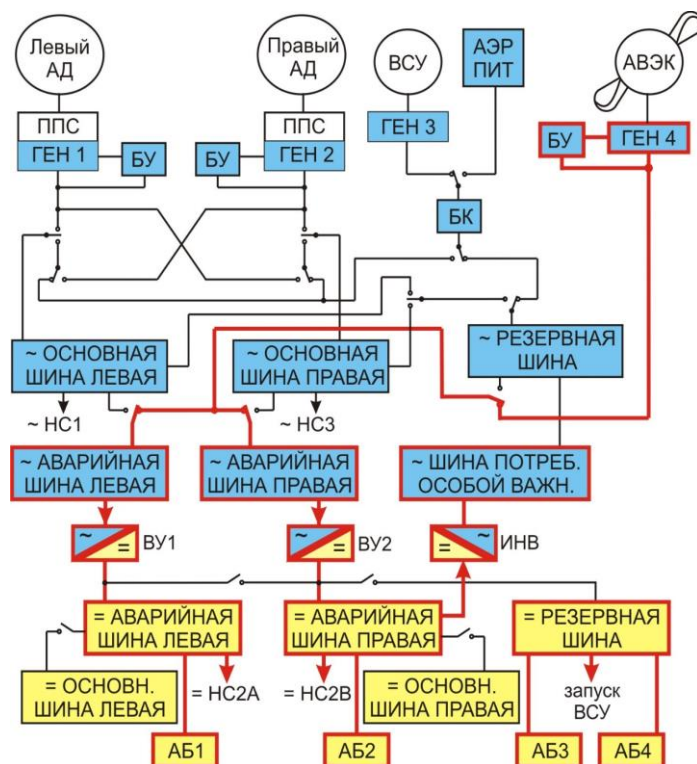 Левый
АД
Правый
АД
ВСУ
АЭР
ПИТ
АВЭК
ППС
ГЕН 1
БУ
БУ
ППС
ГЕН 2
ГЕН 3
БУ
ГЕН 4
БК
~ ОСНОВНАЯ
ШИНА ЛЕВАЯ
~ ОСНОВНАЯ
ШИНА ПРАВАЯ
~ РЕЗЕРВНАЯ
ШИНА
~ НС1
~ НС3
~ АВАРИЙНАЯ
ШИНА ЛЕВАЯ
~ АВАРИЙНАЯ
ШИНА ПРАВАЯ
~ ШИНА ПОТРЕБ.
ОСОБОЙ ВАЖН.
~
=
ВУ1
~
=
ВУ2
=
~
ИНВ
= АВАРИЙНАЯ
ШИНА ЛЕВАЯ
= АВАРИЙНАЯ
ШИНА ПРАВАЯ
= РЕЗЕРВНАЯ
ШИНА
= ОСНОВН.
ШИНА ЛЕВАЯ
= НС2А
= НС2В
= ОСНОВН.
ШИНА ПРАВАЯ
запуск
ВСУ
АБ1
АБ2
АБ3
АБ4